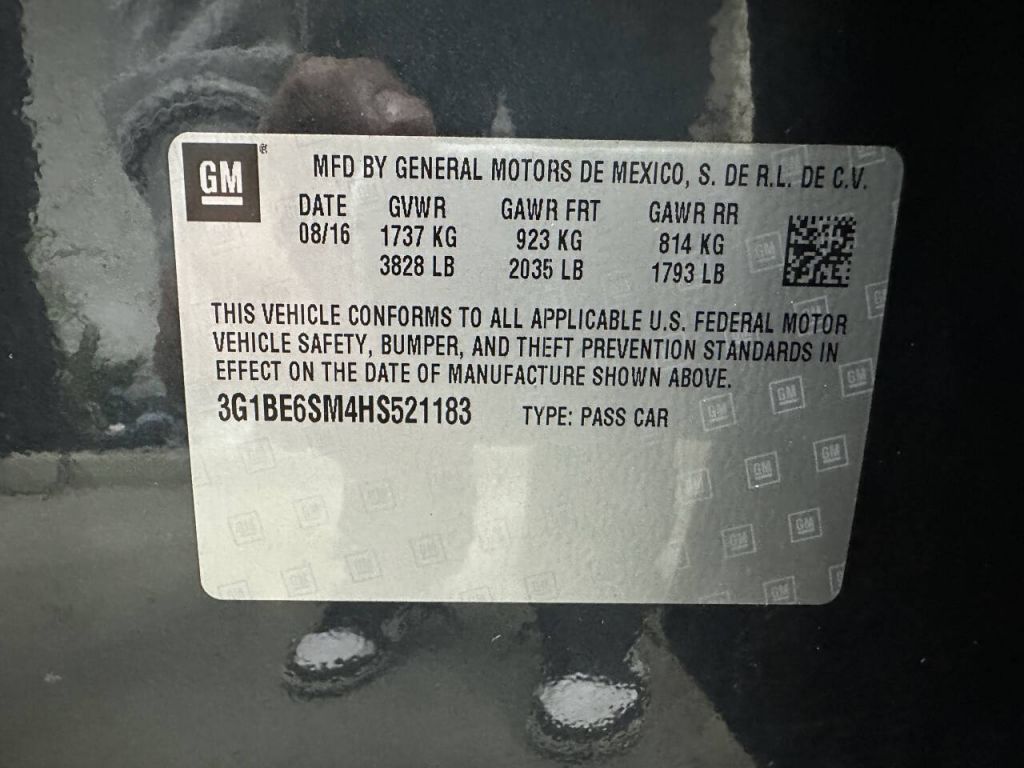 GM ® MFD BY GENERAL MOTORS DE MEXICO, S. DE R.L. DE C.V.
DATE GVWR GAWR FRT GAWR RR
08/16 1737 KG 923 KG 814 KG
3828 LB 2035 LB 1793 LB
THIS VEHICLE CONFORMS TO ALL APPLICABLE U.S. FEDERAL MOTOR
VEHICLE SAFETY, BUMPER, AND THEFT PREVENTION STANDARDS IN
EFFECT ON THE DATE OF MANUFACTURE SHOWN ABOVE.
3G1BE6SM4HS521183 TYPE: PASS CAR